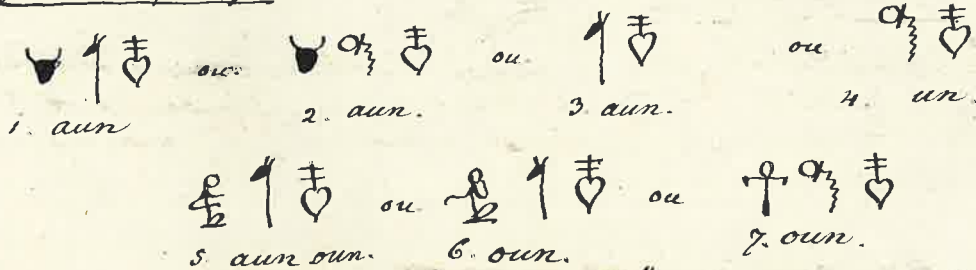 ou ou ou
1. aun 2. aun. 3. aun. 4. un.
ou ou
5 aun oun. 6. oun. 7. oun.